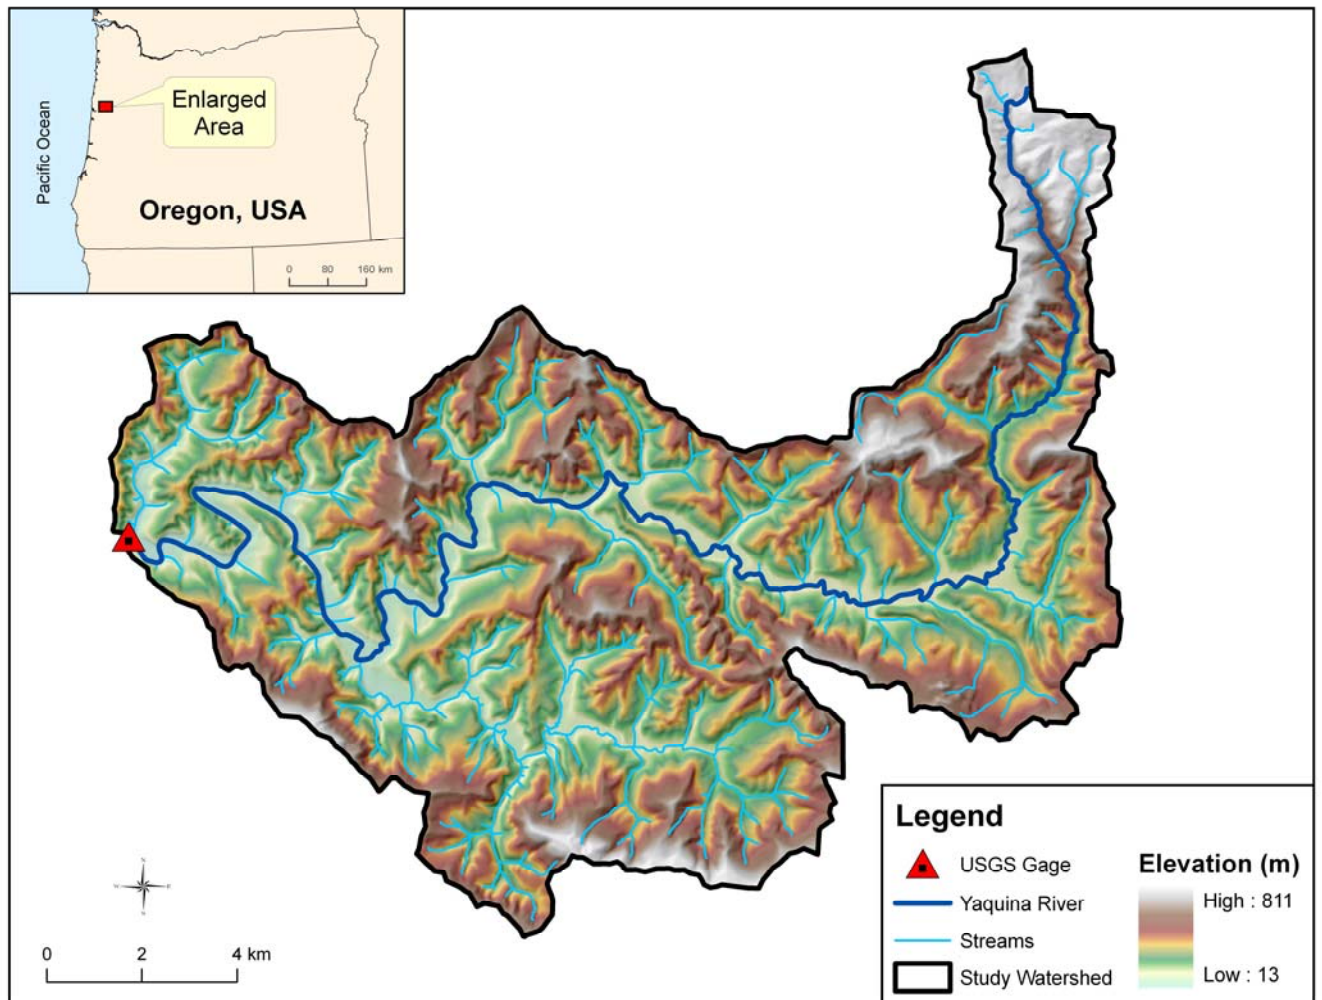 Pacific Ocean
Enlarged
Area
Oregon, USA
0 80 160 km
N
W E
S
0 2 4 km
Legend
USGS Gage
Yaquina River
Streams
Study Watershed
Elevation (m)
High : 811
Low : 13